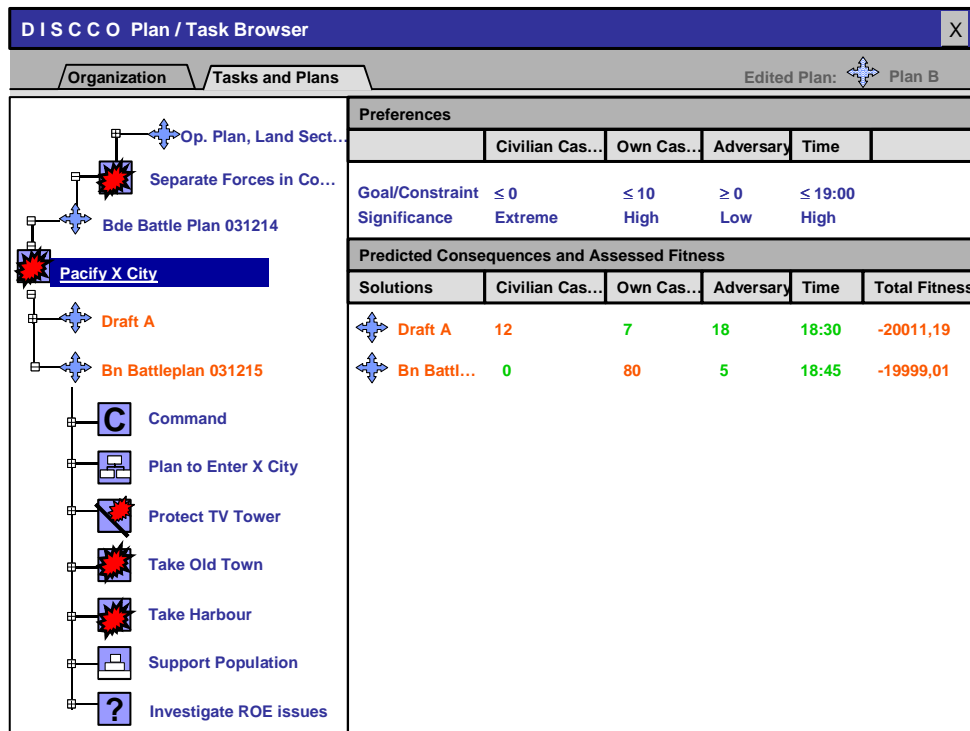 D I S C C O Plan / Task Browser X
Organization Tasks and Plans Edited Plan: Plan B
Op. Plan, Land Sect...
Separate Forces in Co...
Bde Battle Plan 031214
Pacify X City
Draft A
Bn Battleplan 031215
C Command
Plan to Enter X City
Protect TV Tower
Take Old Town
Take Harbour
Support Population
? Investigate ROE issues
Preferences
Civilian Cas... Own Cas... Adversary Time
Goal/Constraint ≤ 0 ≤ 10 ≥ 0 ≤ 19:00
Significance Extreme High Low High
Predicted Consequences and Assessed Fitness
Solutions Civilian Cas... Own Cas... Adversary Time Total Fitness
Draft A 12 7 18 18:30 -20011,19
Bn Battl... 0 80 5 18:45 -19999,01